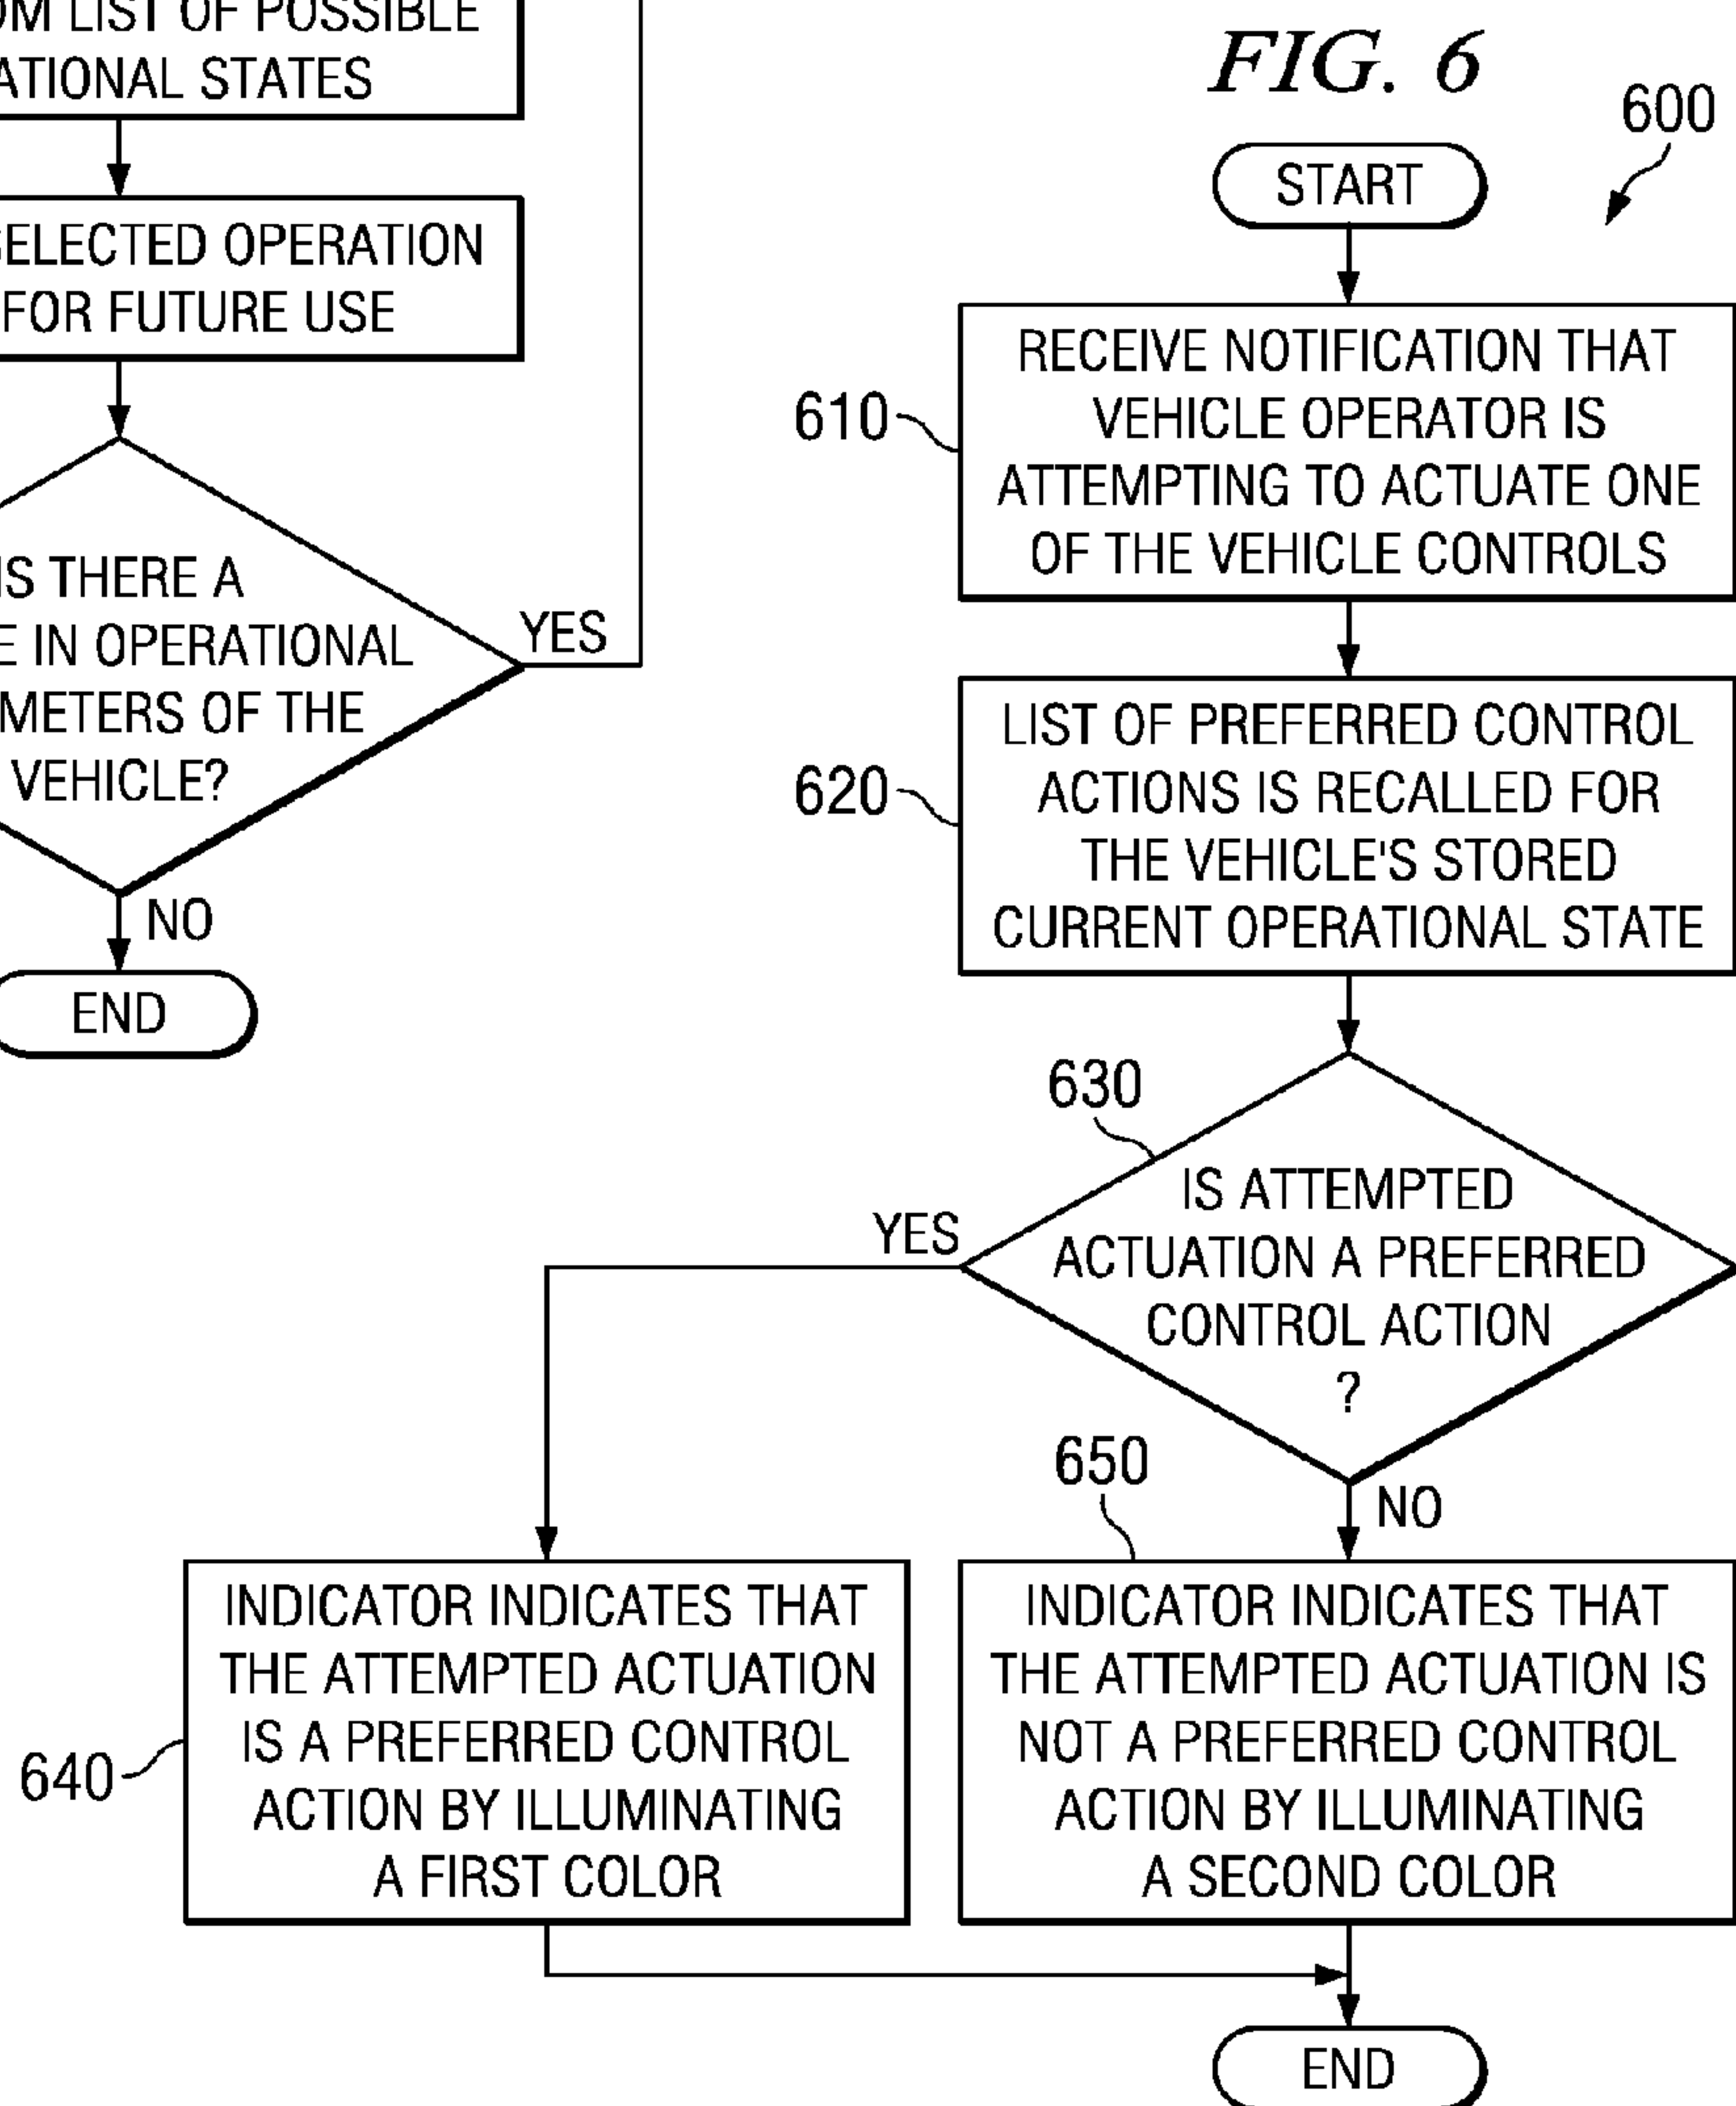 LIST OF POSSIBLE
STATES
OPERATION
FOR FUTURE USE
IS THERE A
IN OPERATIONAL
OF THE
VEHICLE?
YES
NO
END
FIG. 6
600
START
610
RECEIVE NOTIFICATION THAT
VEHICLE OPERATOR IS
ATTEMPTING TO ACTUATE ONE
OF THE VEHICLE CONTROLS
620
LIST OF PREFERRED CONTROL
ACTIONS IS RECALLED FOR
THE VEHICLE'S STORED
CURRENT OPERATIONAL STATE
630
IS ATTEMPTED
ACTUATION A PREFERRED
CONTROL ACTION
?
YES
NO
640
INDICATOR INDICATES THAT
THE ATTEMPTED ACTUATION
IS A PREFERRED CONTROL
ACTION BY ILLUMINATING
A FIRST COLOR
650
INDICATOR INDICATES THAT
THE ATTEMPTED ACTUATION IS
NOT A PREFERRED CONTROL
ACTION BY ILLUMINATING
A SECOND COLOR
END